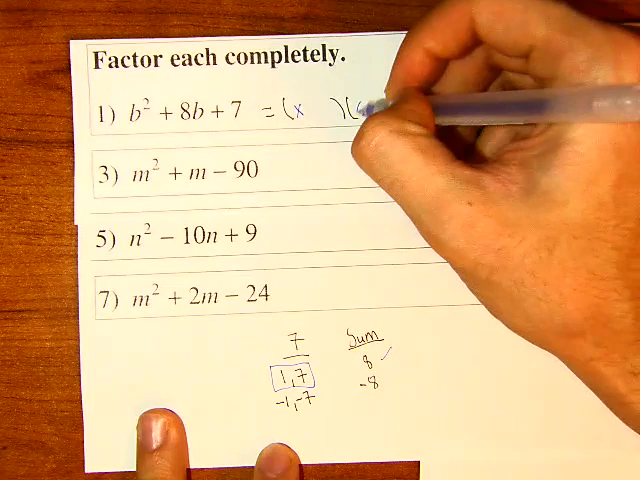 Factor each completely.
1) b² + 8b + 7 = (x )(
3) m² + m − 90
5) n² − 10n + 9
7) m² + 2m − 24
7 Sum
1,7 8 ✓
-1,-7 -8